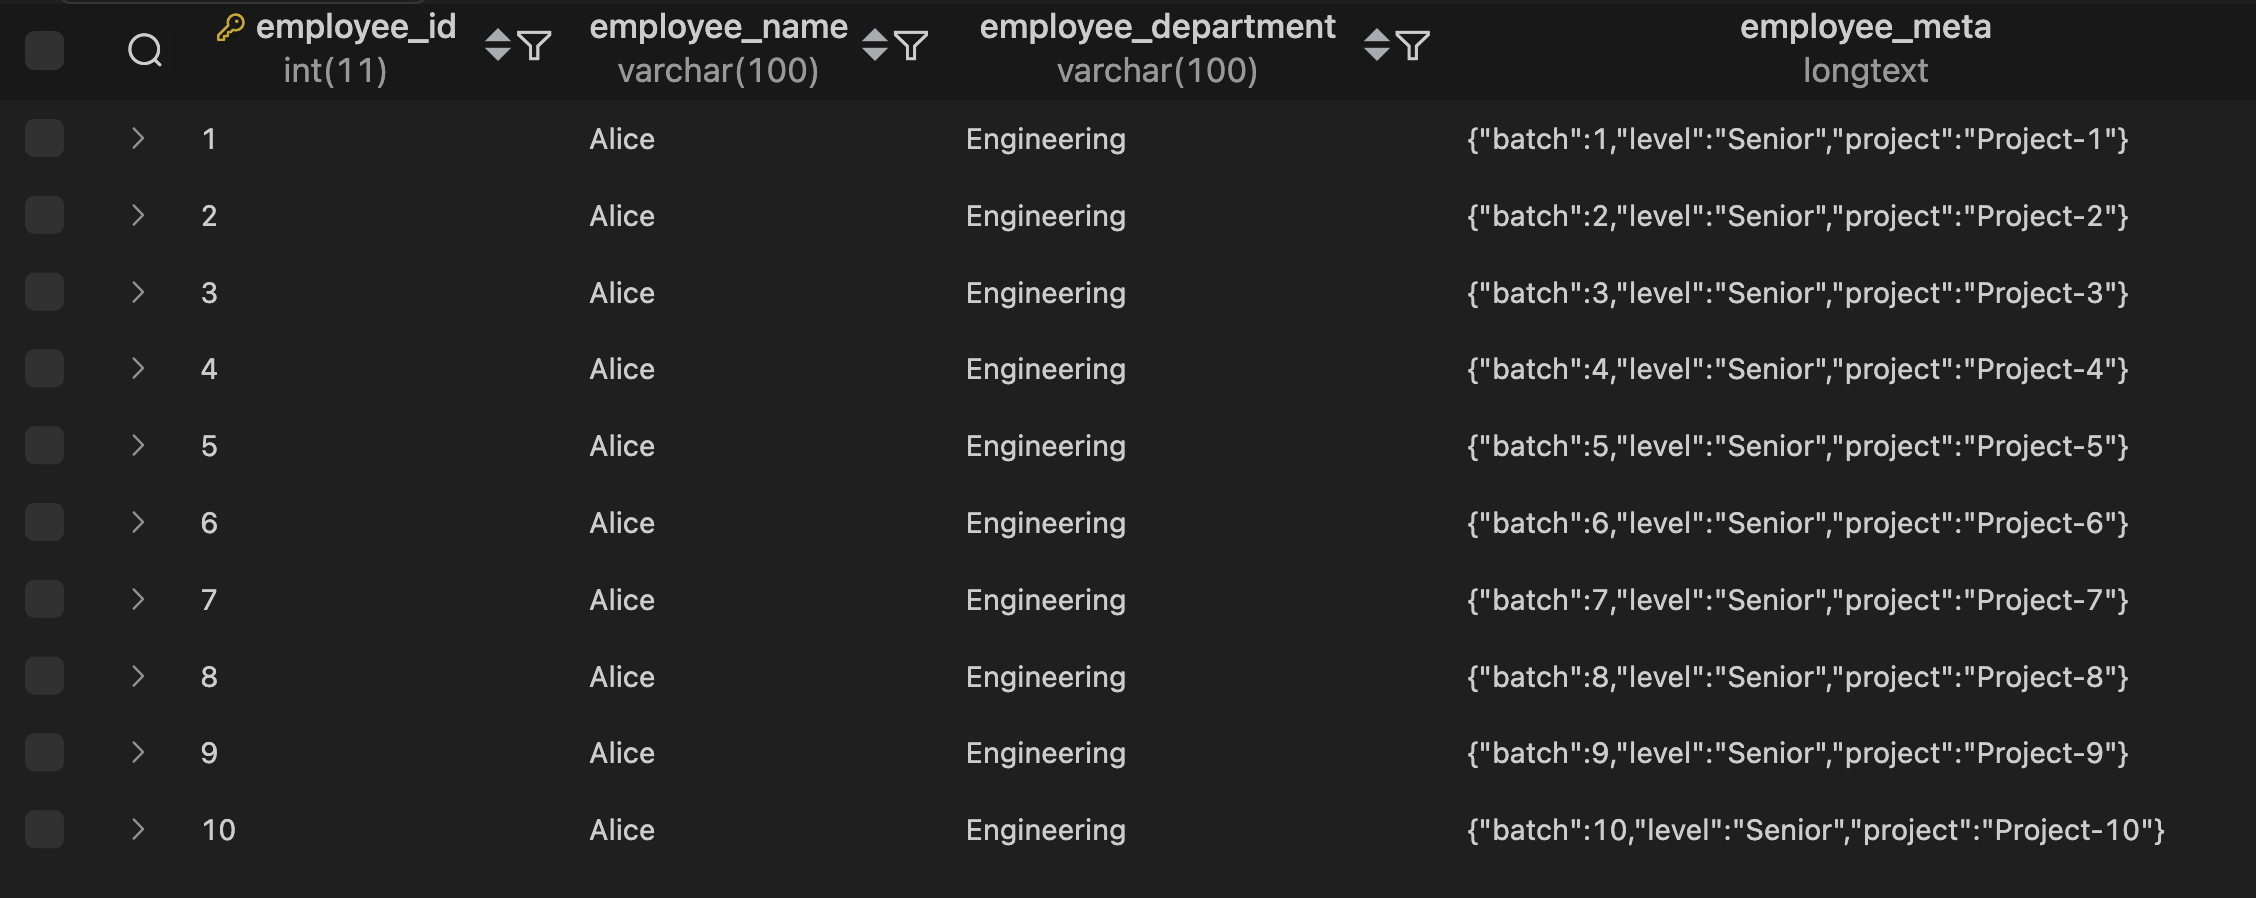 employee_id employee_name employee_department employee_meta
int(11) varchar(100) varchar(100) longtext
1 Alice Engineering {"batch":1,"level":"Senior","project":"Project-1"}
2 Alice Engineering {"batch":2,"level":"Senior","project":"Project-2"}
3 Alice Engineering {"batch":3,"level":"Senior","project":"Project-3"}
4 Alice Engineering {"batch":4,"level":"Senior","project":"Project-4"}
5 Alice Engineering {"batch":5,"level":"Senior","project":"Project-5"}
6 Alice Engineering {"batch":6,"level":"Senior","project":"Project-6"}
7 Alice Engineering {"batch":7,"level":"Senior","project":"Project-7"}
8 Alice Engineering {"batch":8,"level":"Senior","project":"Project-8"}
9 Alice Engineering {"batch":9,"level":"Senior","project":"Project-9"}
10 Alice Engineering {"batch":10,"level":"Senior","project":"Project-10"}